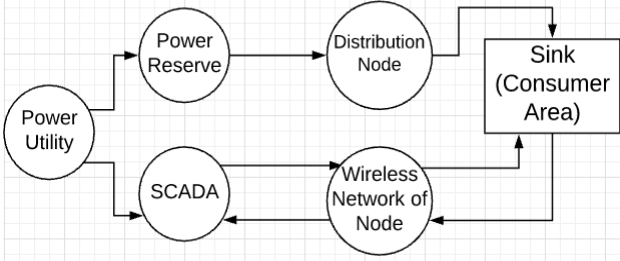 Power
Utility
Power
Reserve
Distribution
Node
Sink
(Consumer
Area)
SCADA
Wireless
Network of
Node